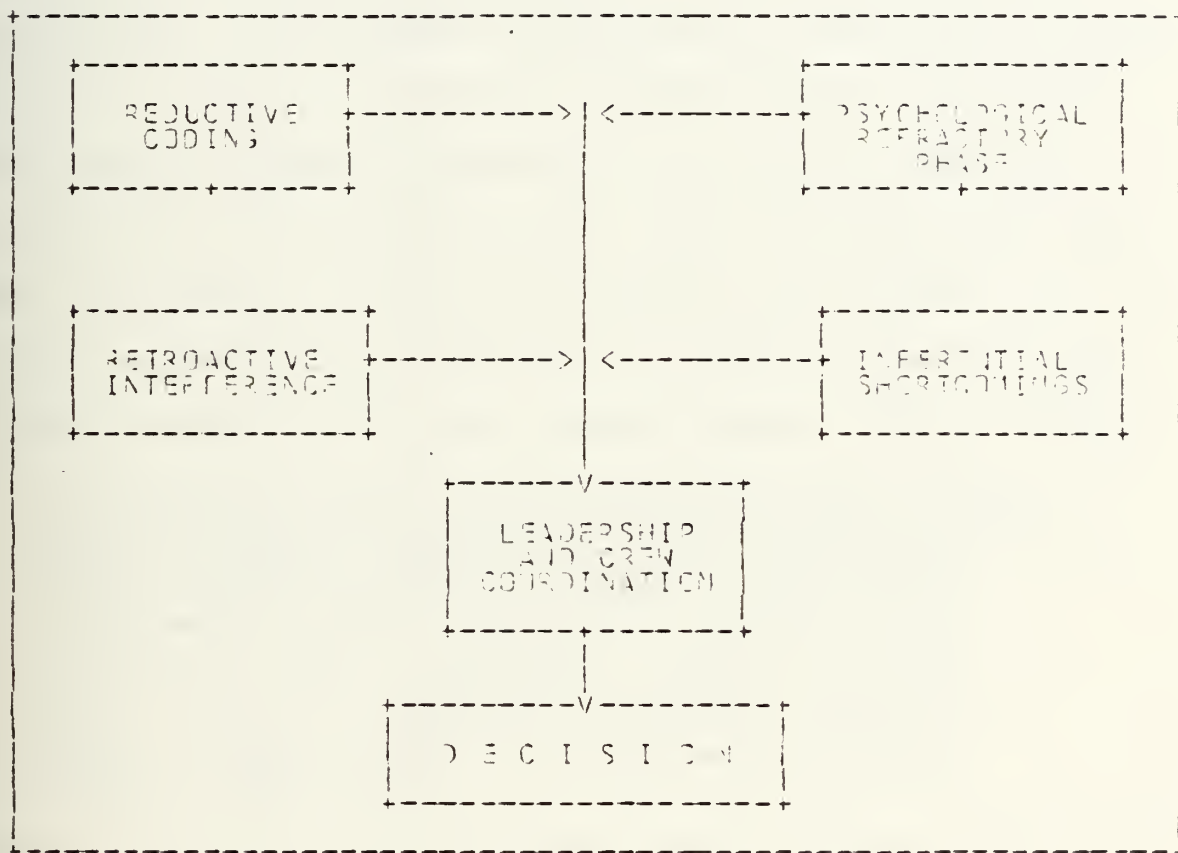 REDUCTIVE
CODING
PSYCHOLOGICAL
REFRACTORY
PHASE
RETROACTIVE
INTERFERENCE
INFERENTIAL
SHORTCOMINGS
LEADERSHIP
AND CREW
COORDINATION
D E C I S I O N